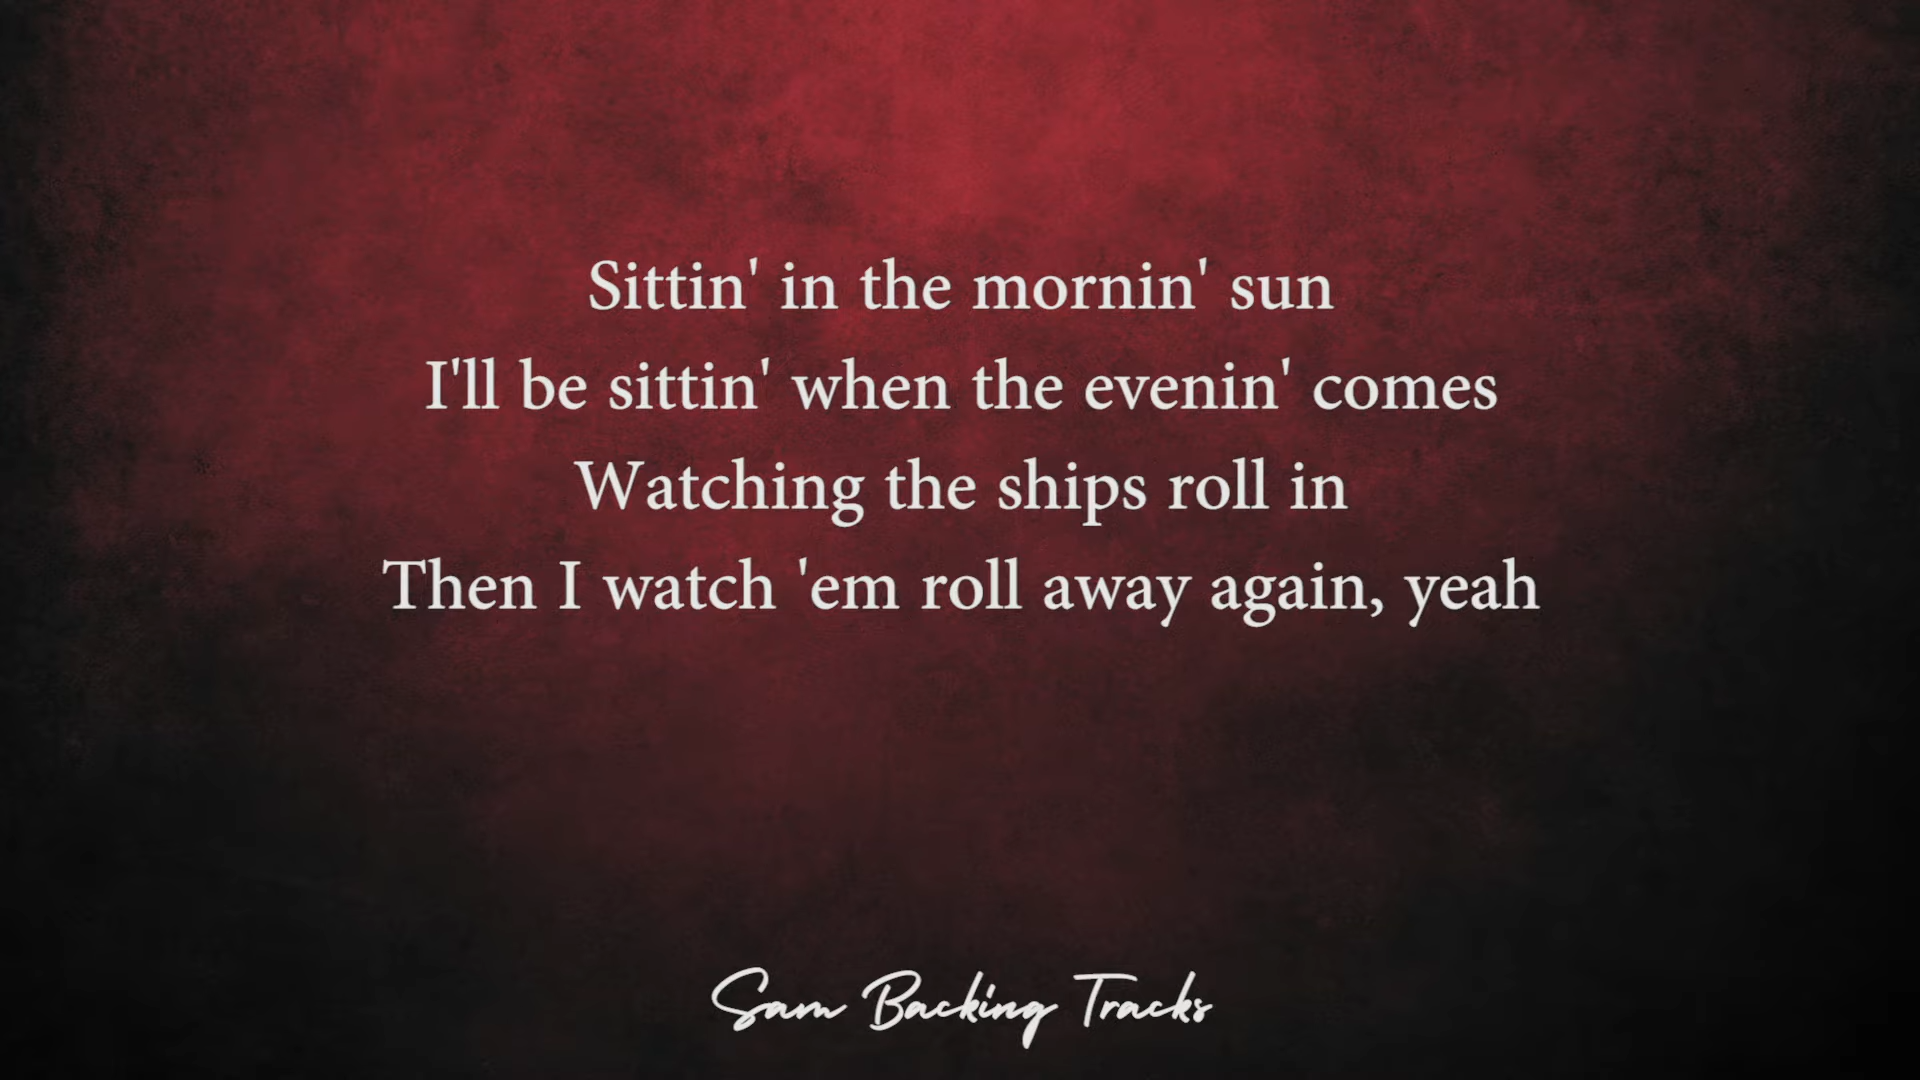 Sittin' in the mornin' sun
I'll be sittin' when the evenin' comes
Watching the ships roll in
Then I watch 'em roll away again, yeah
Sam Backing Tracks